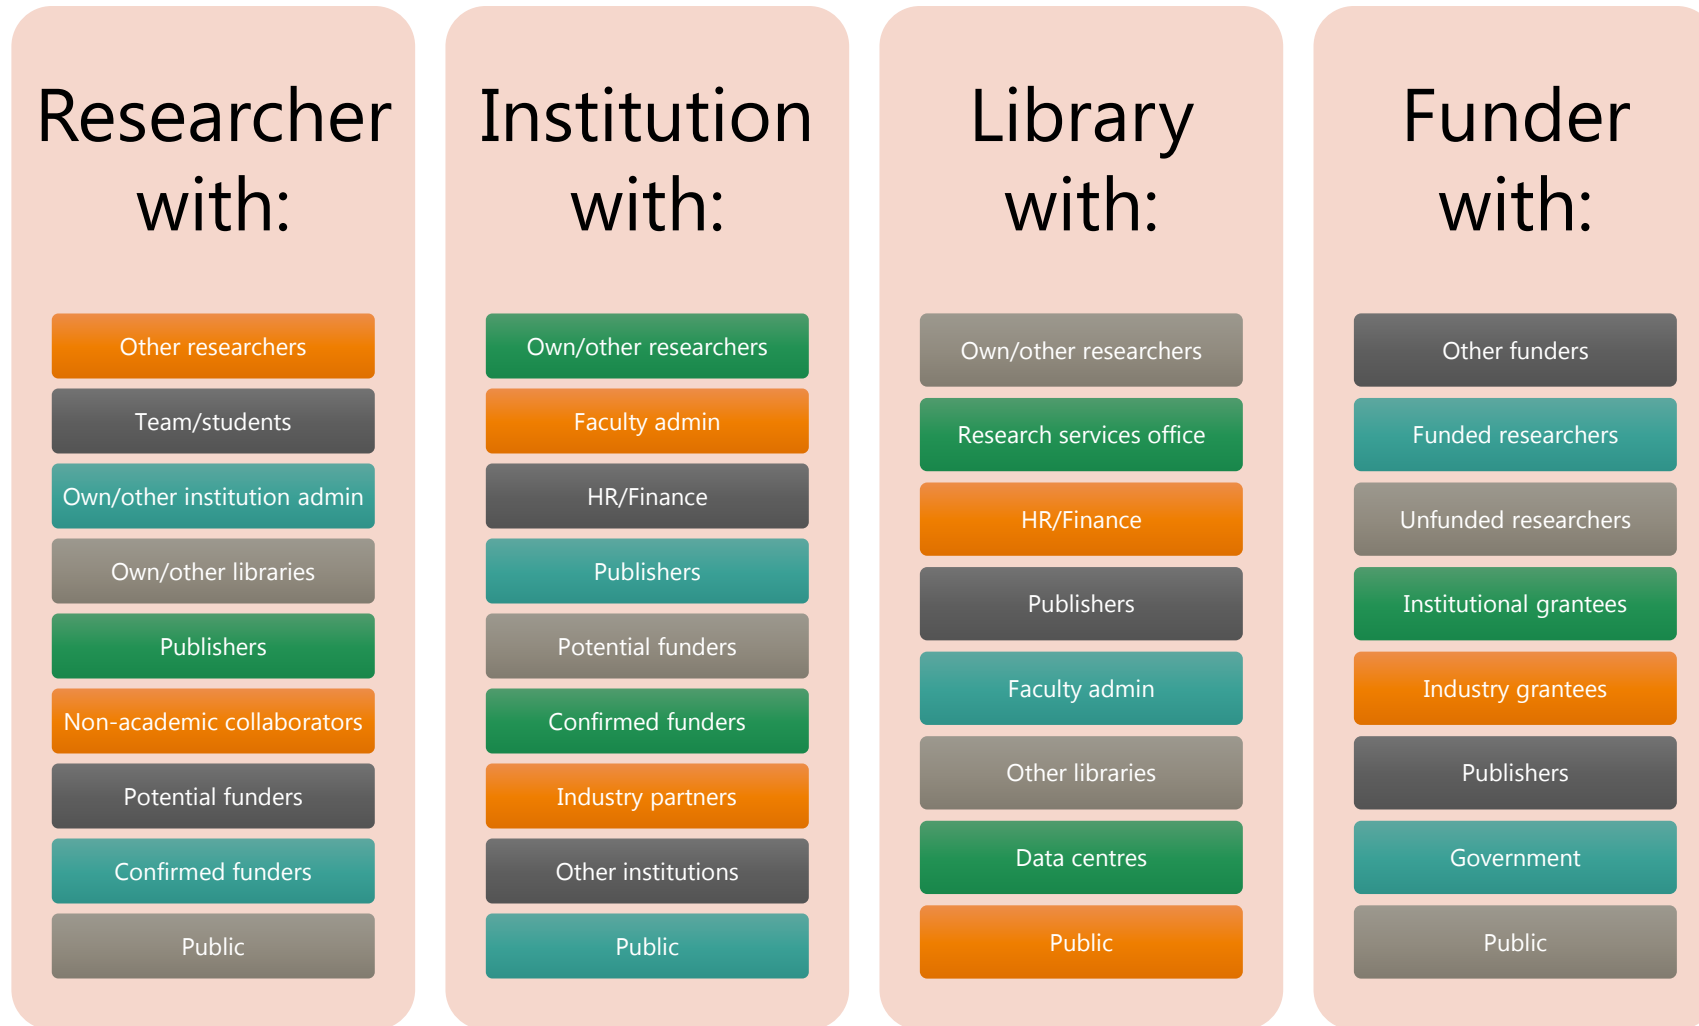 Researcher
with:
Other researchers
Team/students
Own/other institution admin
Own/other libraries
Publishers
Non-academic collaborators
Potential funders
Confirmed funders
Public
Institution
with:
Own/other researchers
Faculty admin
HR/Finance
Publishers
Potential funders
Confirmed funders
Industry partners
Other institutions
Public
Library
with:
Own/other researchers
Research services office
HR/Finance
Publishers
Faculty admin
Other libraries
Data centres
Public
Funder
with:
Other funders
Funded researchers
Unfunded researchers
Institutional grantees
Industry grantees
Publishers
Government
Public